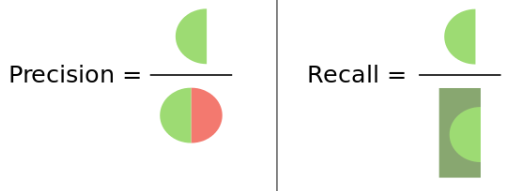 Precision =
Recall =